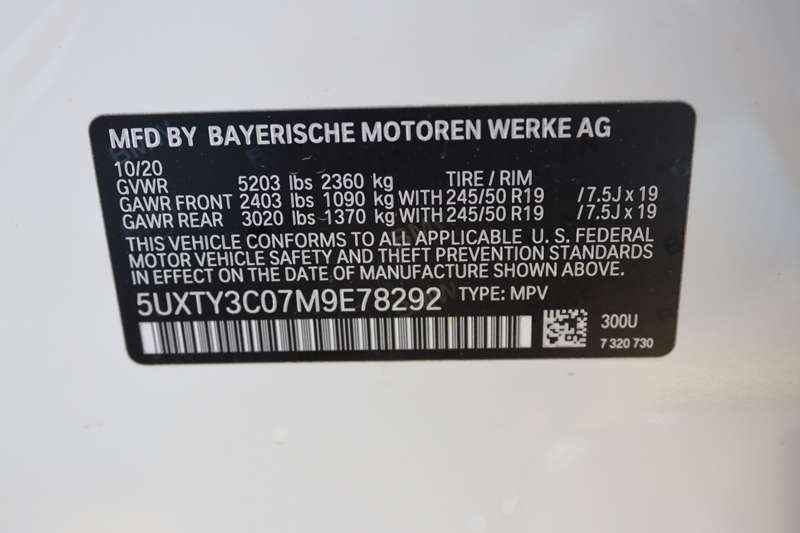 MFD BY BAYERISCHE MOTOREN WERKE AG
10/20
GVWR 5203 lbs 2360 kg TIRE / RIM
GAWR FRONT 2403 lbs 1090 kg WITH 245/50 R19 /7.5J x 19
GAWR REAR 3020 lbs 1370 kg WITH 245/50 R19 /7.5J x 19
THIS VEHICLE CONFORMS TO ALL APPLICABLE U. S. FEDERAL
MOTOR VEHICLE SAFETY AND THEFT PREVENTION STANDARDS
IN EFFECT ON THE DATE OF MANUFACTURE SHOWN ABOVE.
5UXTY3C07M9E78292 TYPE: MPV
300U
7 320 730